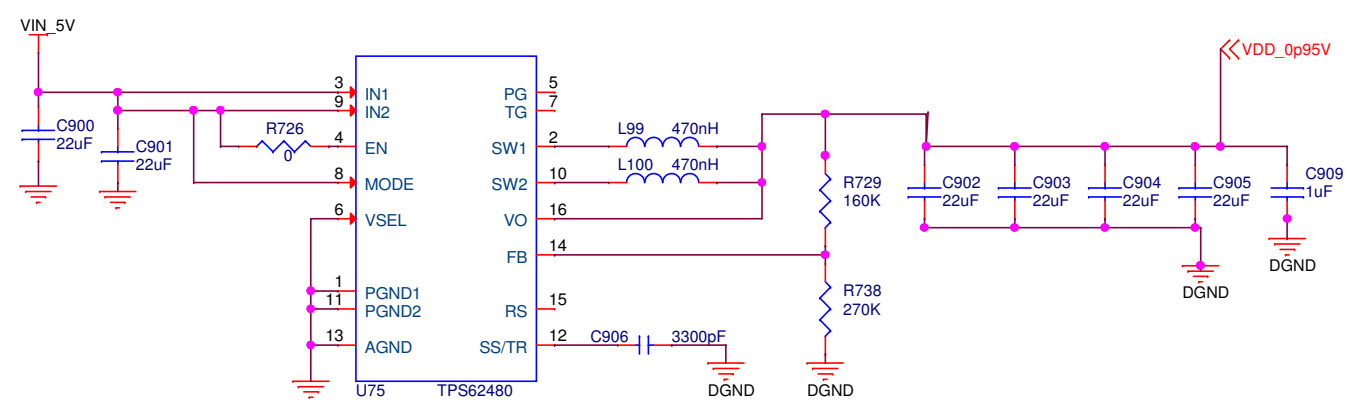 VIN_5V
VDD_0p95V
3
IN1
9
IN2
PG
5
TG
7
C900
22uF
C901
22uF
R726
0
4
EN
SW1
2
L99
470nH
8
MODE
SW2
10
L100
470nH
6
VSEL
VO
16
R729
160K
C902
22uF
C903
22uF
C904
22uF
C905
22uF
C909
1uF
FB
14
DGND
DGND
1
PGND1
11
PGND2
RS
15
R738
270K
13
AGND
SS/TR
12
C906
3300pF
DGND
DGND
U75
TPS62480